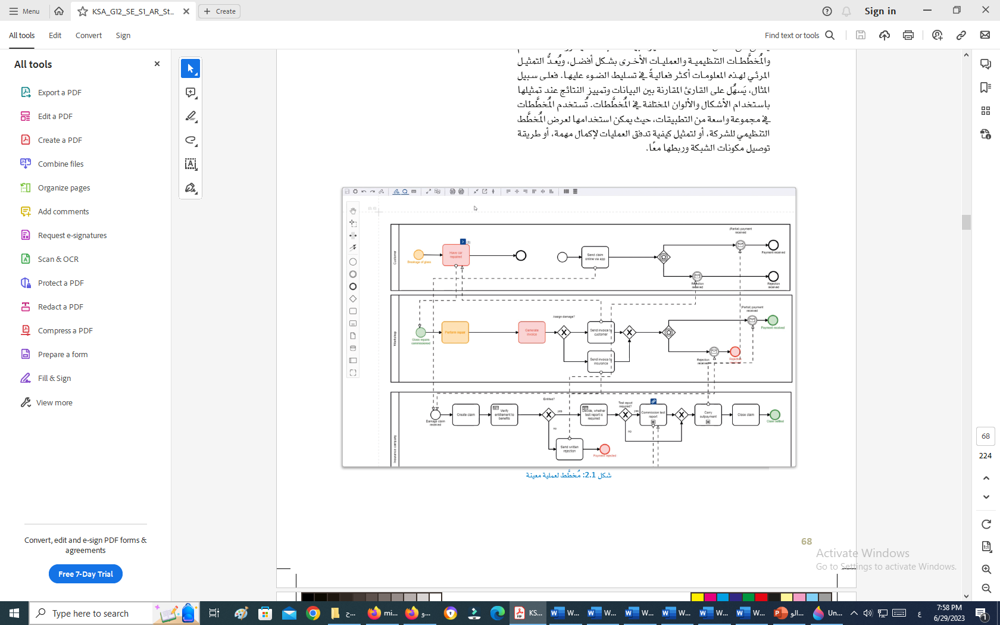 Menu
KSA_G12_SE_S1_AR_St...
Create
Sign in
All tools
Edit
Convert
Sign
Find text or tools
All tools
Export a PDF
Edit a PDF
Create a PDF
Combine files
Organize pages
Add comments
Request e-signatures
Scan & OCR
Protect a PDF
Redact a PDF
Compress a PDF
Prepare a form
Fill & Sign
View more
Convert, edit and e-sign PDF forms &
agreements
Free 7-Day Trial
والمُخطَّطات التنظيمية والعمليات الأخرى بشكل أفضل، ويُعدُّ التمثيل
المرئي لهذه المعلومات أكثر فعاليةً في تسليط الضوء عليها. فعلى سبيل
المثال، يَسهُل على القارئ المقارنة بين البيانات وتمييز النتائج عند تمثيلها
باستخدام الأشكال والألوان المختلفة في المُخطَّطات. تُستخدم المُخطَّطات
في مجموعة واسعة من التطبيقات، حيث يمكن استخدامها لعرض المُخطَّط
التنظيمي للشركة، أو لتمثيل كيفية تدفق العمليات لإكمال مهمة، أو طريقة
توصيل مكونات الشبكة وربطها معًا.
(0, 0)
Customer
Breakage of glass
Have car
repaired
(3)
Send claim
online via app
(Partial) payment
received
Payment received
Rejection
received
Rejection
received
Workshop
Glass repairs
commissioned
Perform repair
Generate
invoice
Assign damage?
Send invoice to
customer
Send invoice to
insurance
(Partial) payment
received
Payment received
Rejection
received
Rejection
Insurance company
Damage claim
received
Create claim
Verify
entitlement to
benefits
Entitled?
yes
no
Decide, whether
test report is
required
Test report
required?
yes
no
Commission test
report
Carry
outpayment
Close claim
Claim settled
Send written
rejection
Payment rejected
شكل 2.1: مُخطَّط لعملية معينة
68
68
224
Activate Windows
Go to Settings to activate Windows.
Type here to search
ح...
mi...
و...
KS...
W...
W...
W...
W...
W...
W...
الو...
Un...
ع
7:58 PM
6/29/2023
1